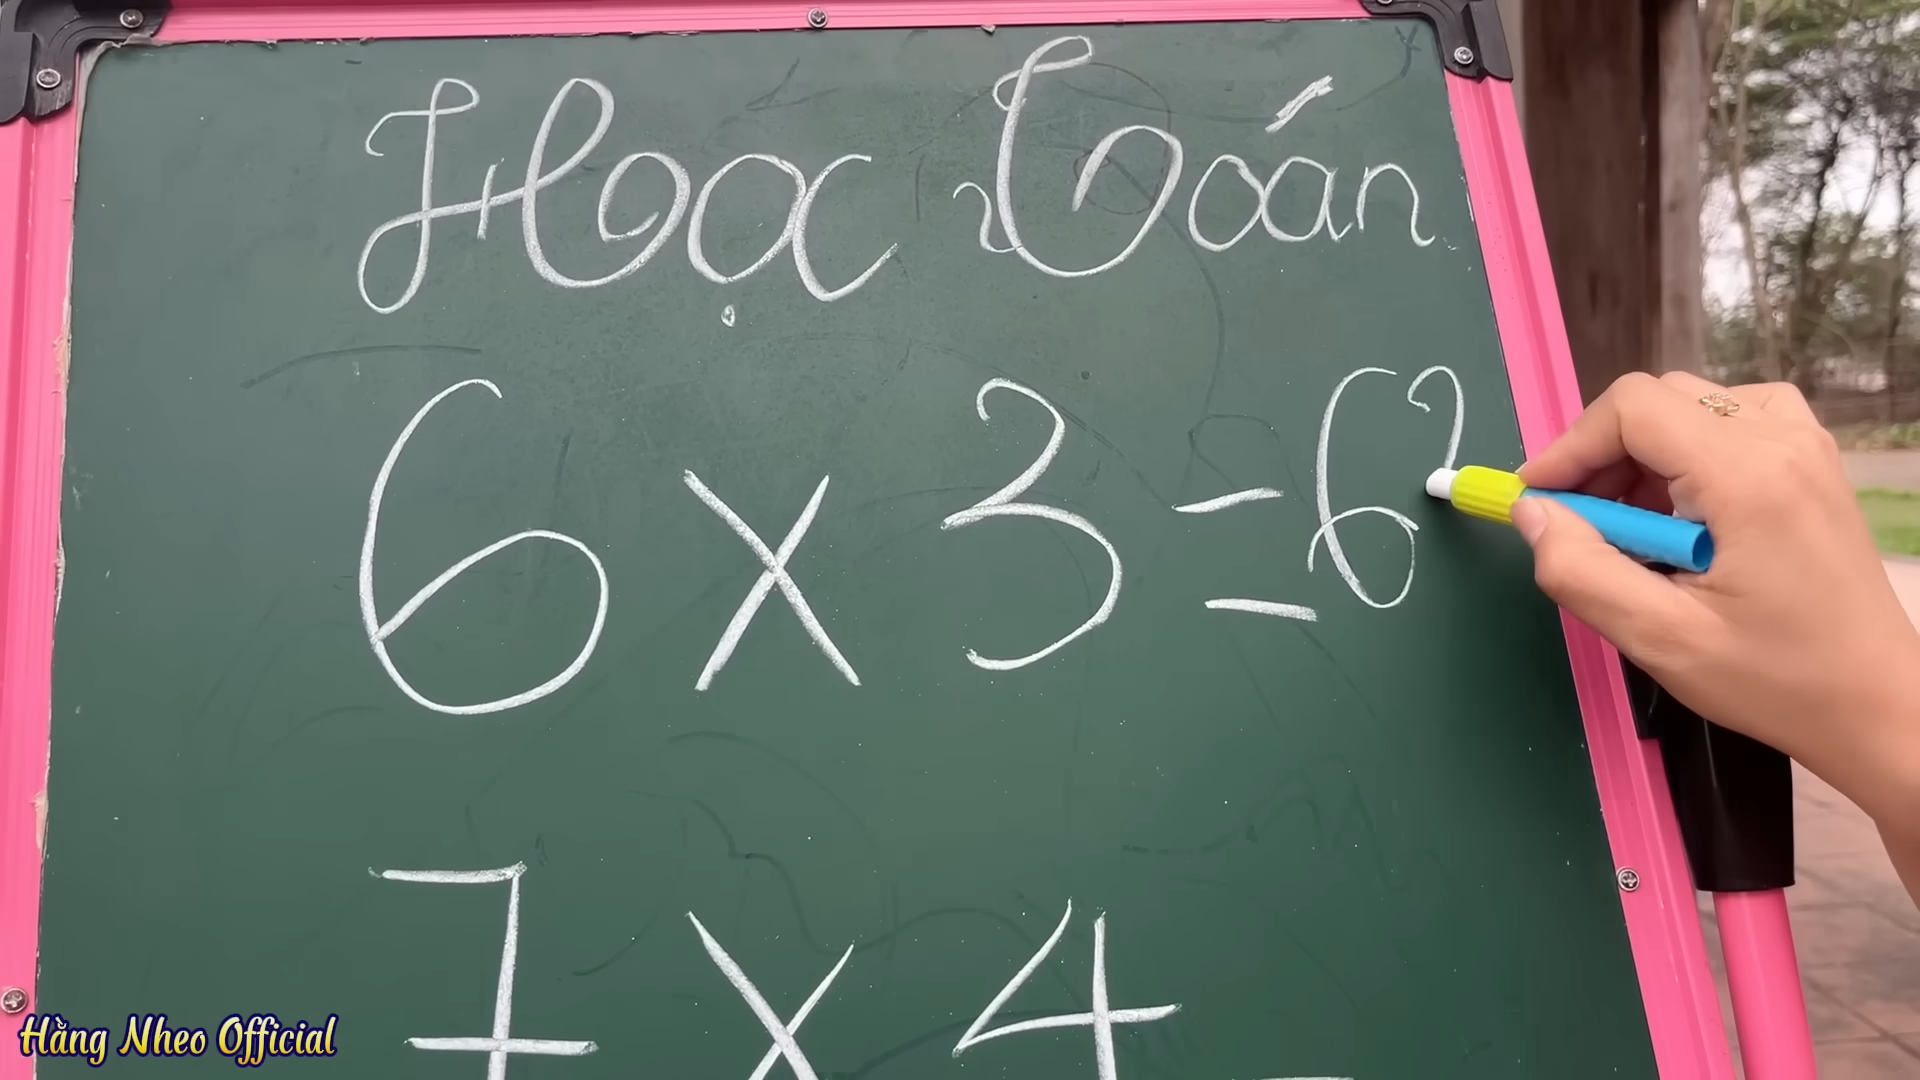 Học Toán
6 x 3 = 6
7 x 4
Hằng Nheo Official